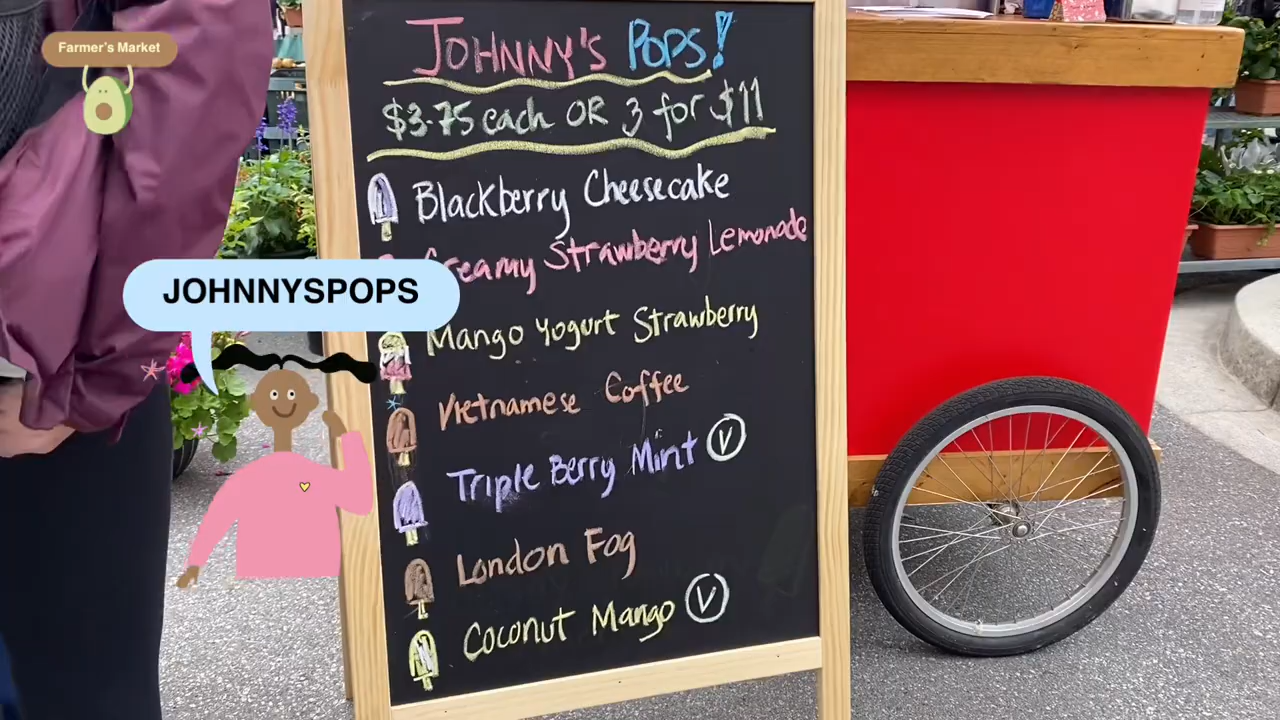 Farmer's Market
JOHNNY'S POPS!
$3.75 each OR 3 for $11
Blackberry Cheesecake
Creamy Strawberry Lemonade
JOHNNYSPOPS
Mango Yogurt Strawberry
Vietnamese Coffee
Triple Berry Mint V
London Fog
Coconut Mango V